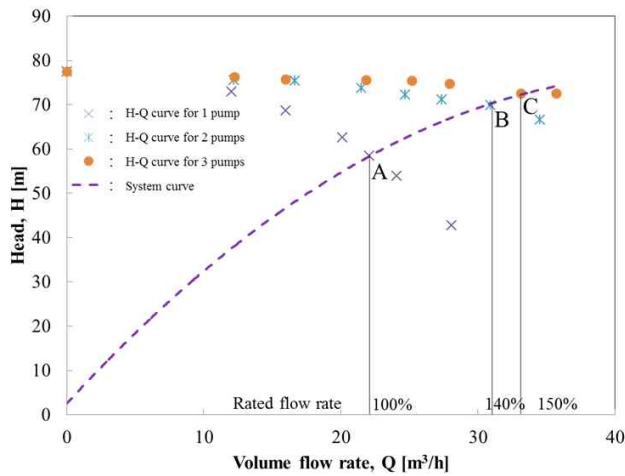 90
80
70
60
50
40
30
20
10
0
Head, H [m]
× : H-Q curve for 1 pump
: H-Q curve for 2 pumps
: H-Q curve for 3 pumps
: System curve
A
B
C
Rated flow rate 100% 140% 150%
0 10 20 30 40
Volume flow rate, Q [m³/h]